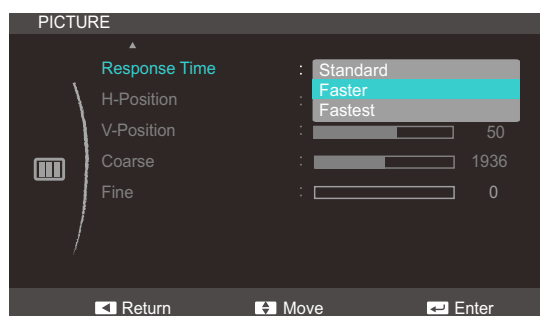 PICTURE
Response Time : Standard
Faster
H-Position :
Fastest
V-Position : 50
Coarse : 1936
Fine : 0
Return Move Enter